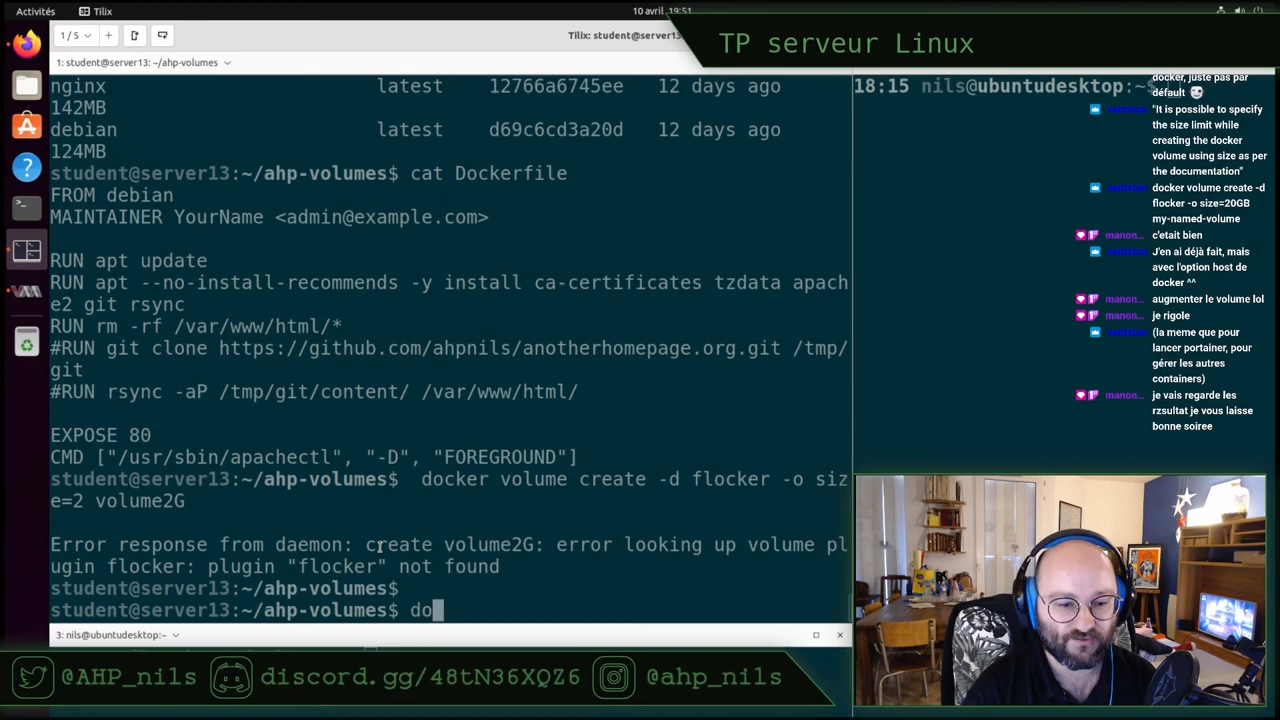 Activités
Tilix
10 avril 19:51
1 / 5
Tilix: student@server13
TP serveur Linux
1: student@server13: ~/ahp-volumes
nginx latest 12766a6745ee 12 days ago
142MB
debian latest d69c6cd3a20d 12 days ago
124MB
student@server13:~/ahp-volumes$ cat Dockerfile
FROM debian
MAINTAINER YourName <admin@example.com>
RUN apt update
RUN apt --no-install-recommends -y install ca-certificates tzdata apach
e2 git rsync
RUN rm -rf /var/www/html/*
#RUN git clone https://github.com/ahpnils/anotherhomepage.org.git /tmp/
git
#RUN rsync -aP /tmp/git/content/ /var/www/html/
EXPOSE 80
CMD ["/usr/sbin/apachectl", "-D", "FOREGROUND"]
student@server13:~/ahp-volumes$  docker volume create -d flocker -o siz
e=2 volume2G
Error response from daemon: create volume2G: error looking up volume pl
ugin flocker: plugin "flocker" not found
student@server13:~/ahp-volumes$
student@server13:~/ahp-volumes$ do
3: nils@ubuntudesktop:~
18:15 nils@ubuntudesktop:~$
docker, juste pas par
défault
"It is possible to specify
the size limit while
creating the docker
volume using size as per
the documentation"
docker volume create -d
flocker -o size=20GB
my-named-volume
manon... c'etait bien
J'en ai déjà fait, mais
avec l'option host de
docker ^^
manon... augmenter le volume lol
manon... je rigole
(la meme que pour
lancer portainer, pour
gérer les autres
containers)
manon... je vais regarde les
rzsultat je vous laisse
bonne soiree
@AHP_nils
discord.gg/48tN36XQZ6
@ahp_nils